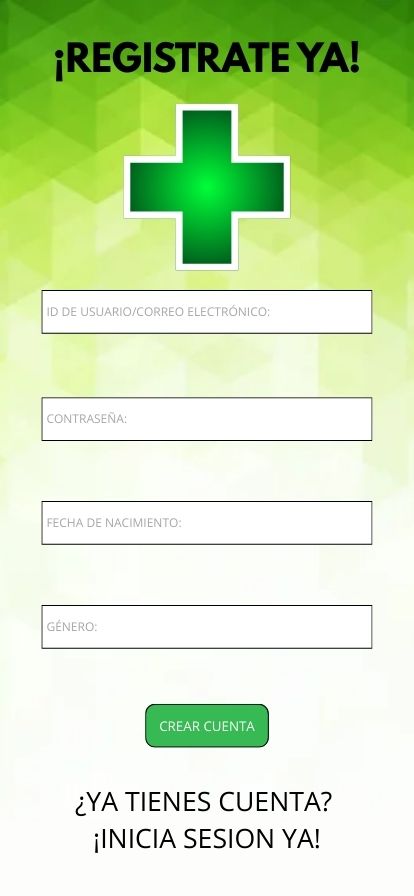 ¡REGISTRATE YA!
ID DE USUARIO/CORREO ELECTRÓNICO:
CONTRASEÑA:
FECHA DE NACIMIENTO:
GÉNERO:
CREAR CUENTA
¿YA TIENES CUENTA?
¡INICIA SESION YA!